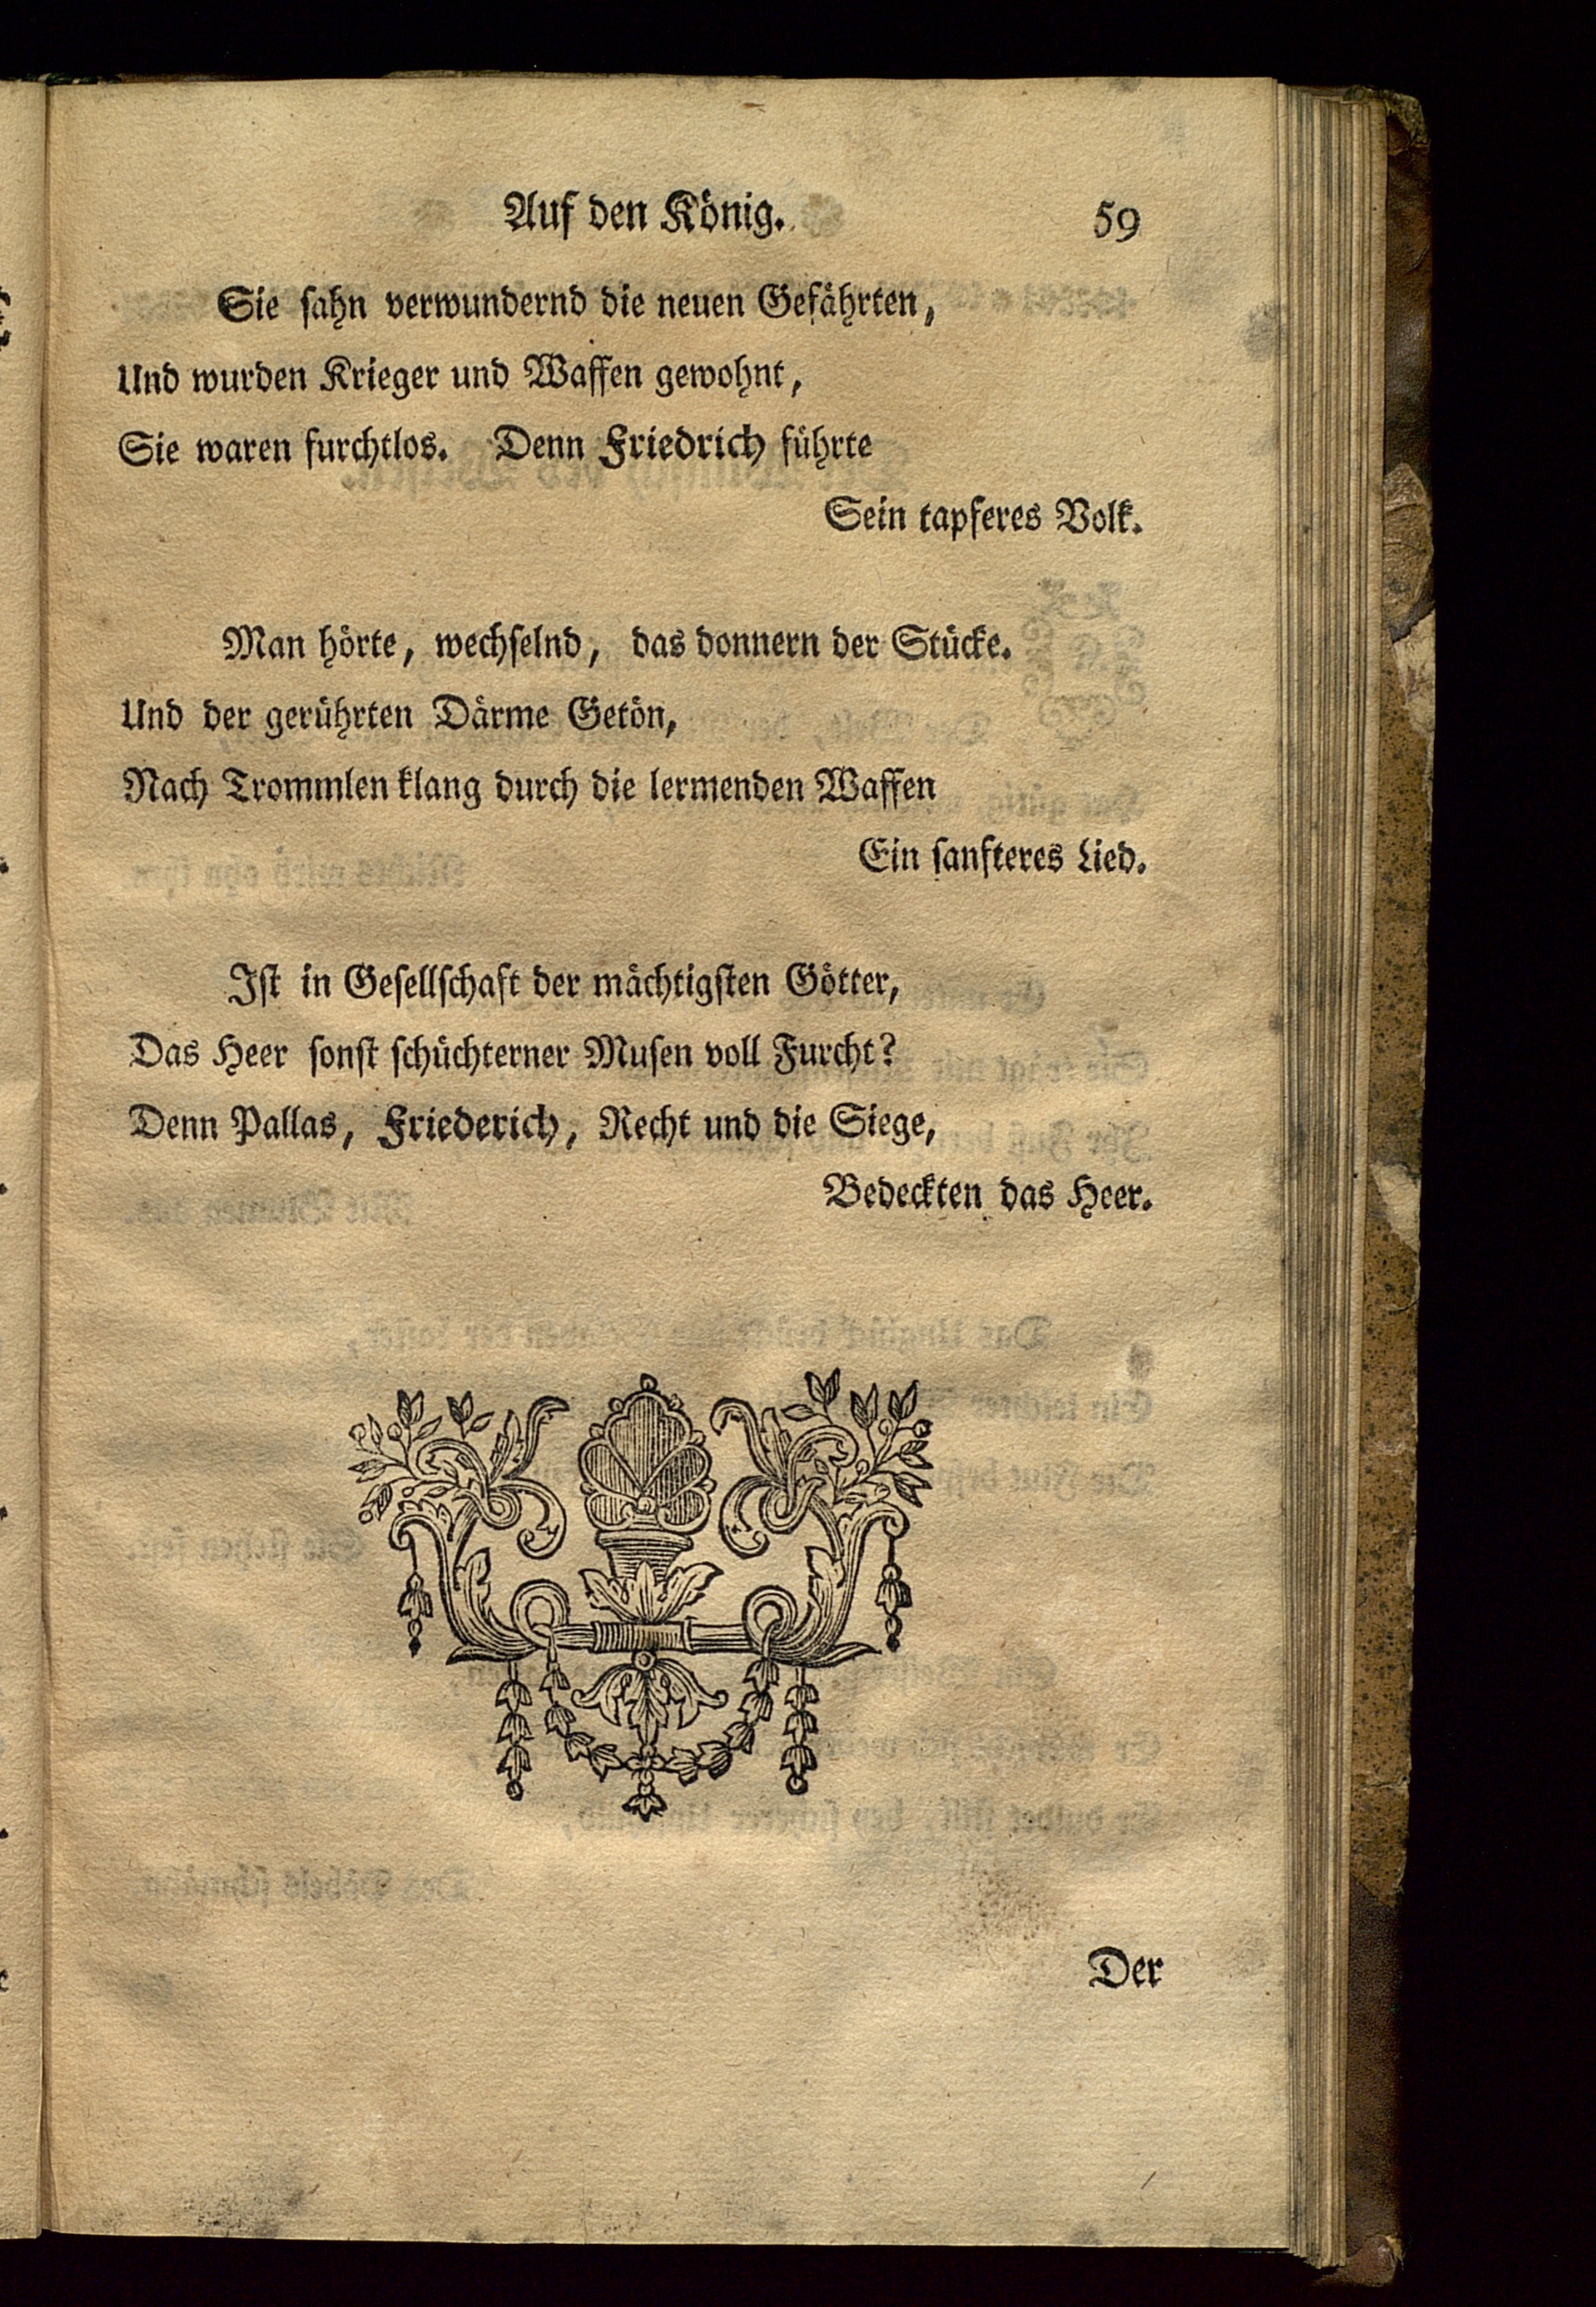 Auf den König. 59
Sie ſahn verwundernd die neuen Gefährten,
Und wurden Krieger und Waffen gewohnt,
Sie waren furchtlos. Denn Friedrich führte
Sein tapferes Volk.
Man hörte, wechſelnd, das donnern der Stücke.
Und der gerührten Därme Getön,
Nach Trommlen klang durch die lermenden Waffen
Ein ſanfteres Lied.
Iſt in Geſellſchaft der mächtigſten Götter,
Das Heer ſonſt ſchüchterner Muſen voll Furcht?
Denn Pallas, Friederich, Recht und die Siege,
Bedeckten das Heer.
Der